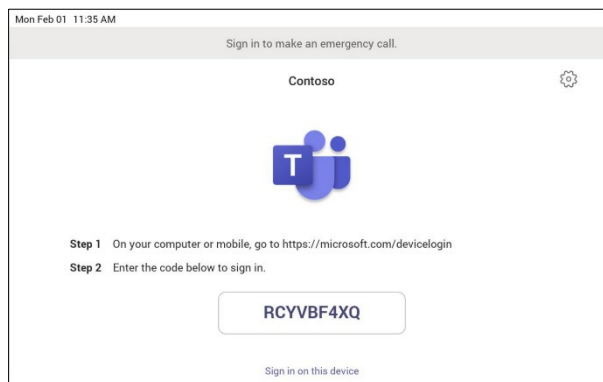 Mon Feb 01 11:35 AM
Sign in to make an emergency call.
Contoso
T
Step 1 On your computer or mobile, go to https://microsoft.com/devicelogin
Step 2 Enter the code below to sign in.
RCYVBF4XQ
Sign in on this device